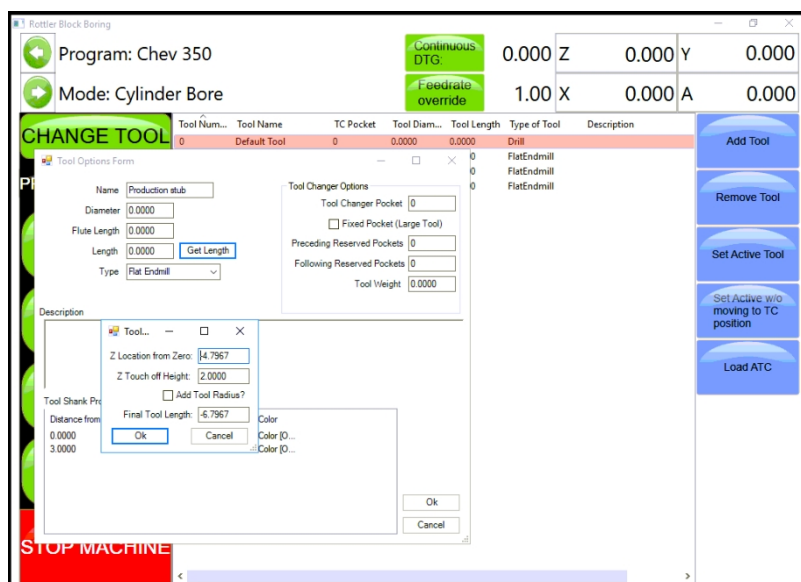 Rottler Block Boring
Program: Chev 350
Continuous DTG: 0.000 Z 0.000 Y 0.000
Mode: Cylinder Bore
Feedrate override 1.00 X 0.000 A 0.000
CHANGE TOOL
Tool Num... Tool Name TC Pocket Tool Diam... Tool Length Type of Tool Description
0 Default Tool 0 0.0000 0.0000 Drill
0 FlatEndmill
0 FlatEndmill
0 FlatEndmill
Add Tool
Remove Tool
Set Active Tool
Set Active w/o
moving to TC
position
Load ATC
Tool Options Form
Name Production stub
Diameter 0.0000
Flute Length 0.0000
Length 0.0000 Get Length
Type Flat Endmill
Tool Changer Options
Tool Changer Pocket 0
Fixed Pocket (Large Tool)
Preceding Reserved Pockets 0
Following Reserved Pockets 0
Tool Weight 0.0000
Description
Tool...
Z Location from Zero: -4.7967
Z Touch off Height: 2.0000
Add Tool Radius?
Final Tool Length: -6.7967
Ok Cancel
Tool Shank Pro
Distance from Color
0.0000 Color [O...
3.0000 Color [O...
Ok
Cancel
STOP MACHINE